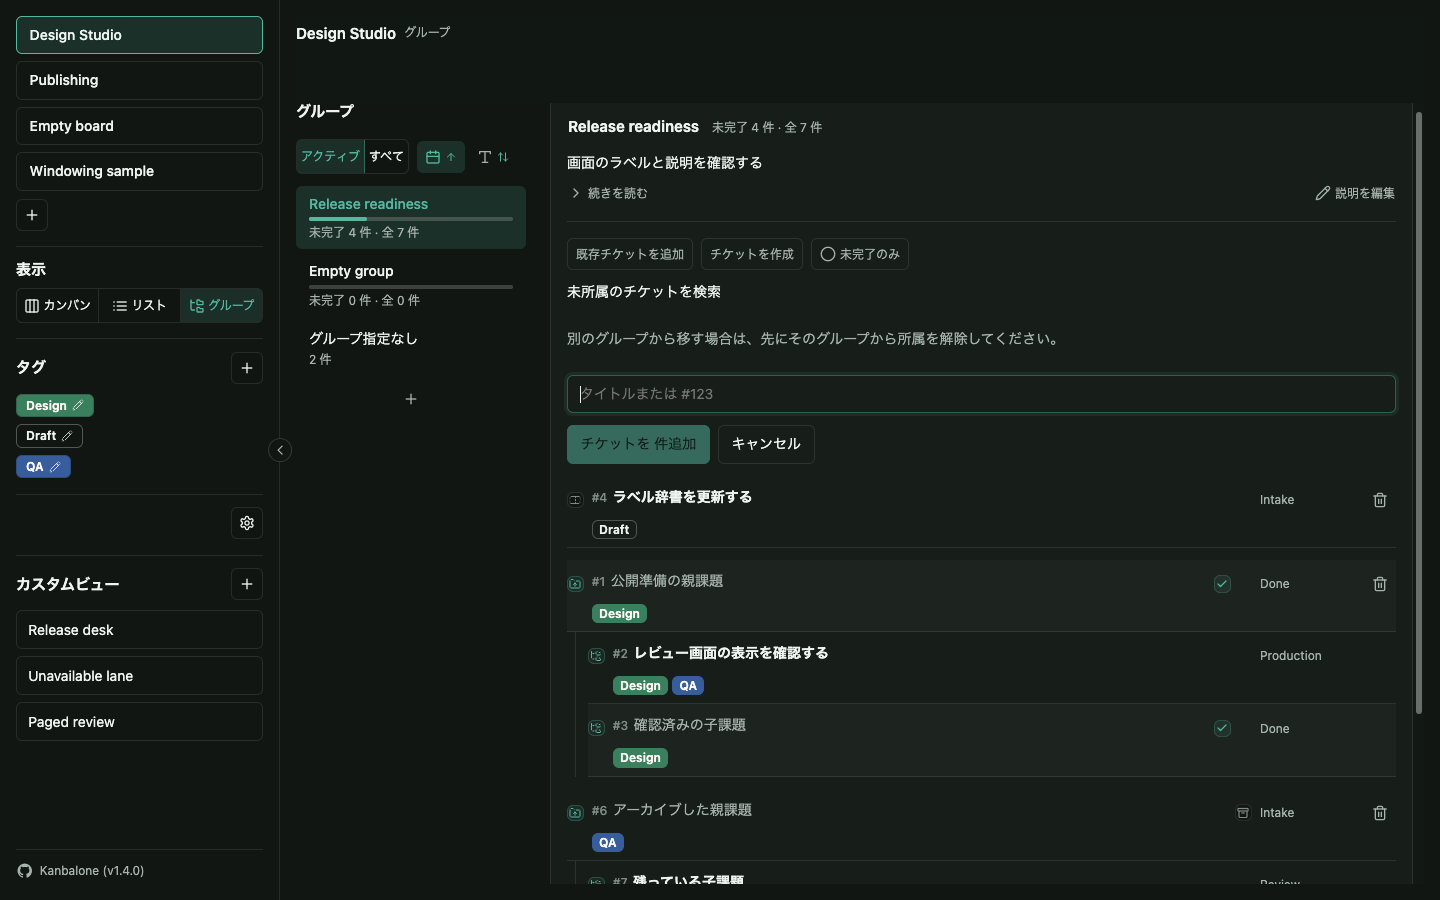 Design Studio
Publishing
Empty board
Windowing sample
表示
カンバン
リスト
グループ
タグ
Design
Draft
QA
カスタムビュー
Release desk
Unavailable lane
Paged review
Kanbalone (v1.4.0)
Design Studio グループ
グループ
アクティブ すべて
Release readiness
未完了 4 件 · 全 7 件
Empty group
未完了 0 件 · 全 0 件
グループ指定なし
2 件
Release readiness 未完了 4 件 · 全 7 件
画面のラベルと説明を確認する
続きを読む
説明を編集
既存チケットを追加 チケットを作成 未完了のみ
未所属のチケットを検索
別のグループから移す場合は、先にそのグループから所属を解除してください。
タイトルまたは #123
チケットを 件追加 キャンセル
#4 ラベル辞書を更新する Intake
Draft
#1 公開準備の親課題 Done
Design
#2 レビュー画面の表示を確認する Production
Design QA
#3 確認済みの子課題 Done
Design
#6 アーカイブした親課題 Intake
QA
#7 残っている子課題 Review